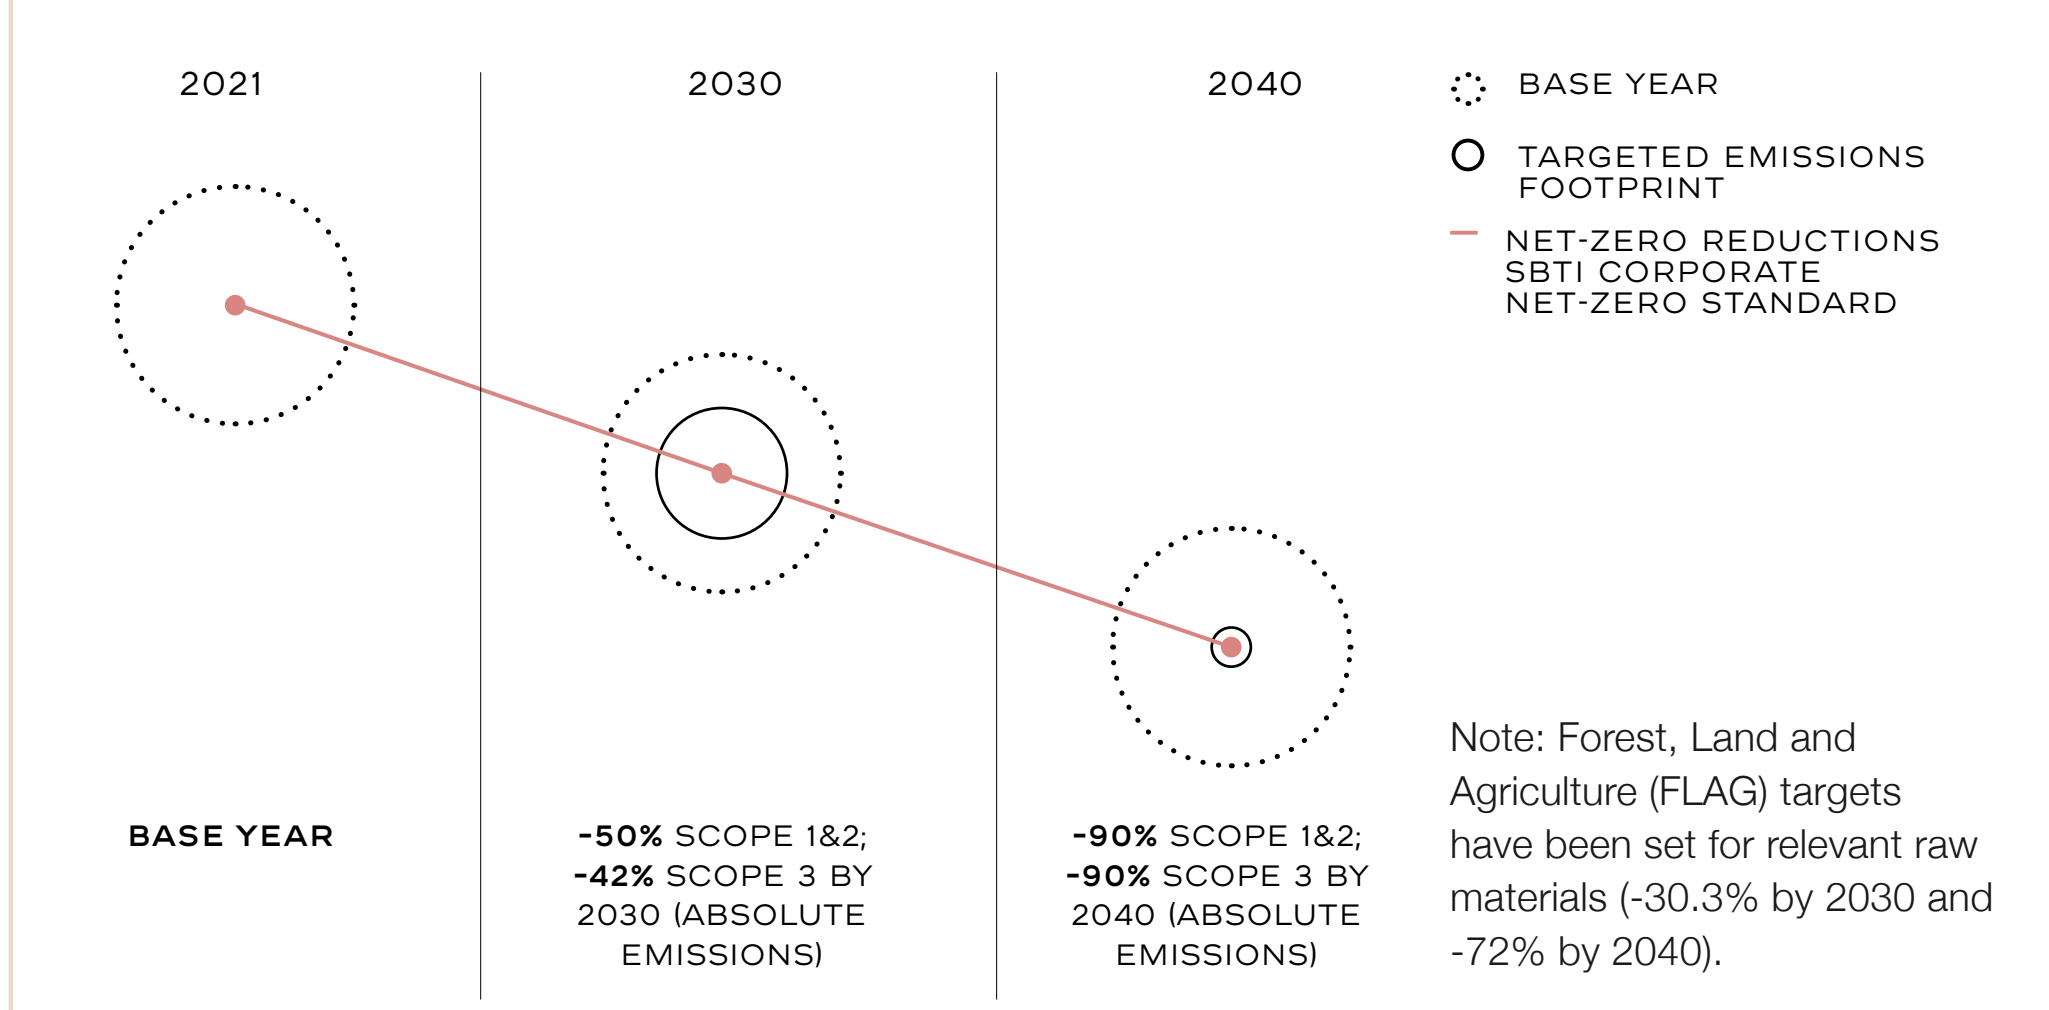 2021
2030
2040
BASE YEAR
TARGETED EMISSIONS
FOOTPRINT
NET-ZERO REDUCTIONS
SBTI CORPORATE
NET-ZERO STANDARD
BASE YEAR
-50% SCOPE 1&2;
-42% SCOPE 3 BY
2030 (ABSOLUTE
EMISSIONS)
-90% SCOPE 1&2;
-90% SCOPE 3 BY
2040 (ABSOLUTE
EMISSIONS)
Note: Forest, Land and
Agriculture (FLAG) targets
have been set for relevant raw
materials (-30.3% by 2030 and
-72% by 2040).